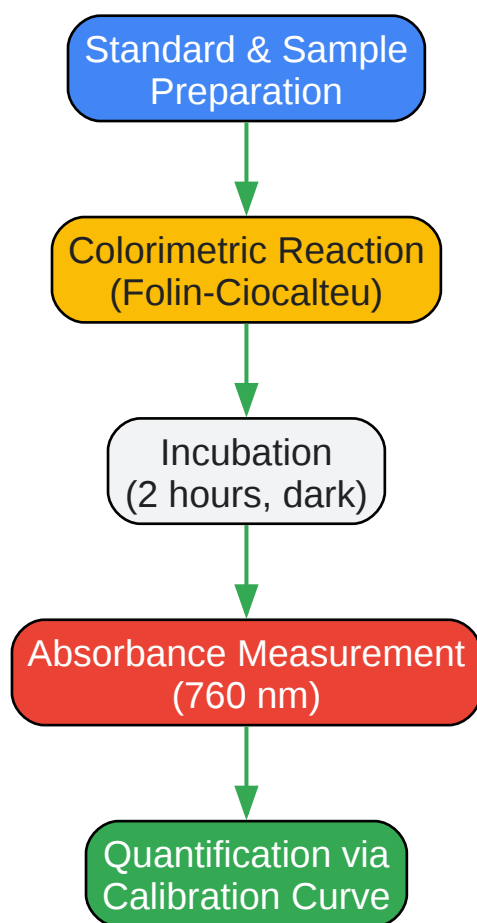 Standard & Sample
Preparation
Colorimetric Reaction
(Folin-Ciocalteu)
Incubation
(2 hours, dark)
Absorbance Measurement
(760 nm)
Quantification via
Calibration Curve